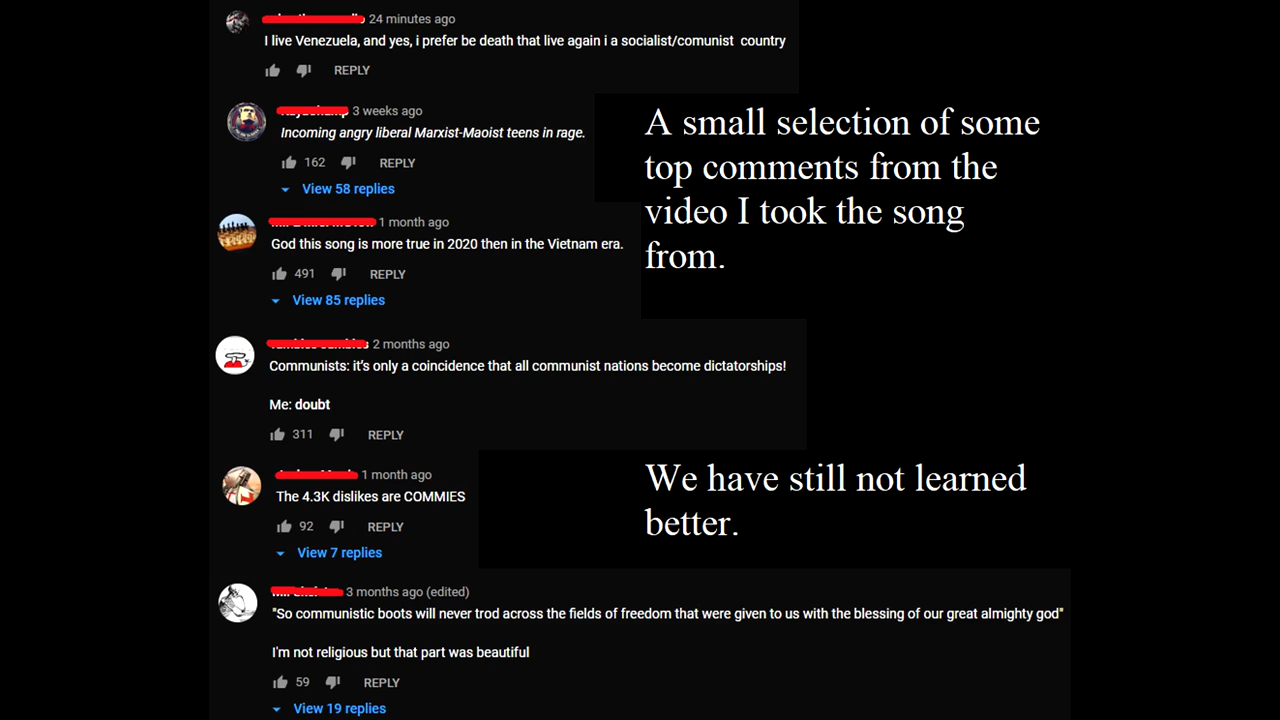 24 minutes ago
I live Venezuela, and yes, i prefer be death that live again i a socialist/comunist country
REPLY
3 weeks ago
Incoming angry liberal Marxist-Maoist teens in rage.
162 REPLY
View 58 replies
1 month ago
God this song is more true in 2020 then in the Vietnam era.
491 REPLY
View 85 replies
2 months ago
Communists: it's only a coincidence that all communist nations become dictatorships!
Me: doubt
311 REPLY
1 month ago
The 4.3K dislikes are COMMIES
92 REPLY
View 7 replies
3 months ago (edited)
"So communistic boots will never trod across the fields of freedom that were given to us with the blessing of our great almighty god"
I'm not religious but that part was beautiful
59 REPLY
View 19 replies
A small selection of some
top comments from the
video I took the song
from.
We have still not learned
better.